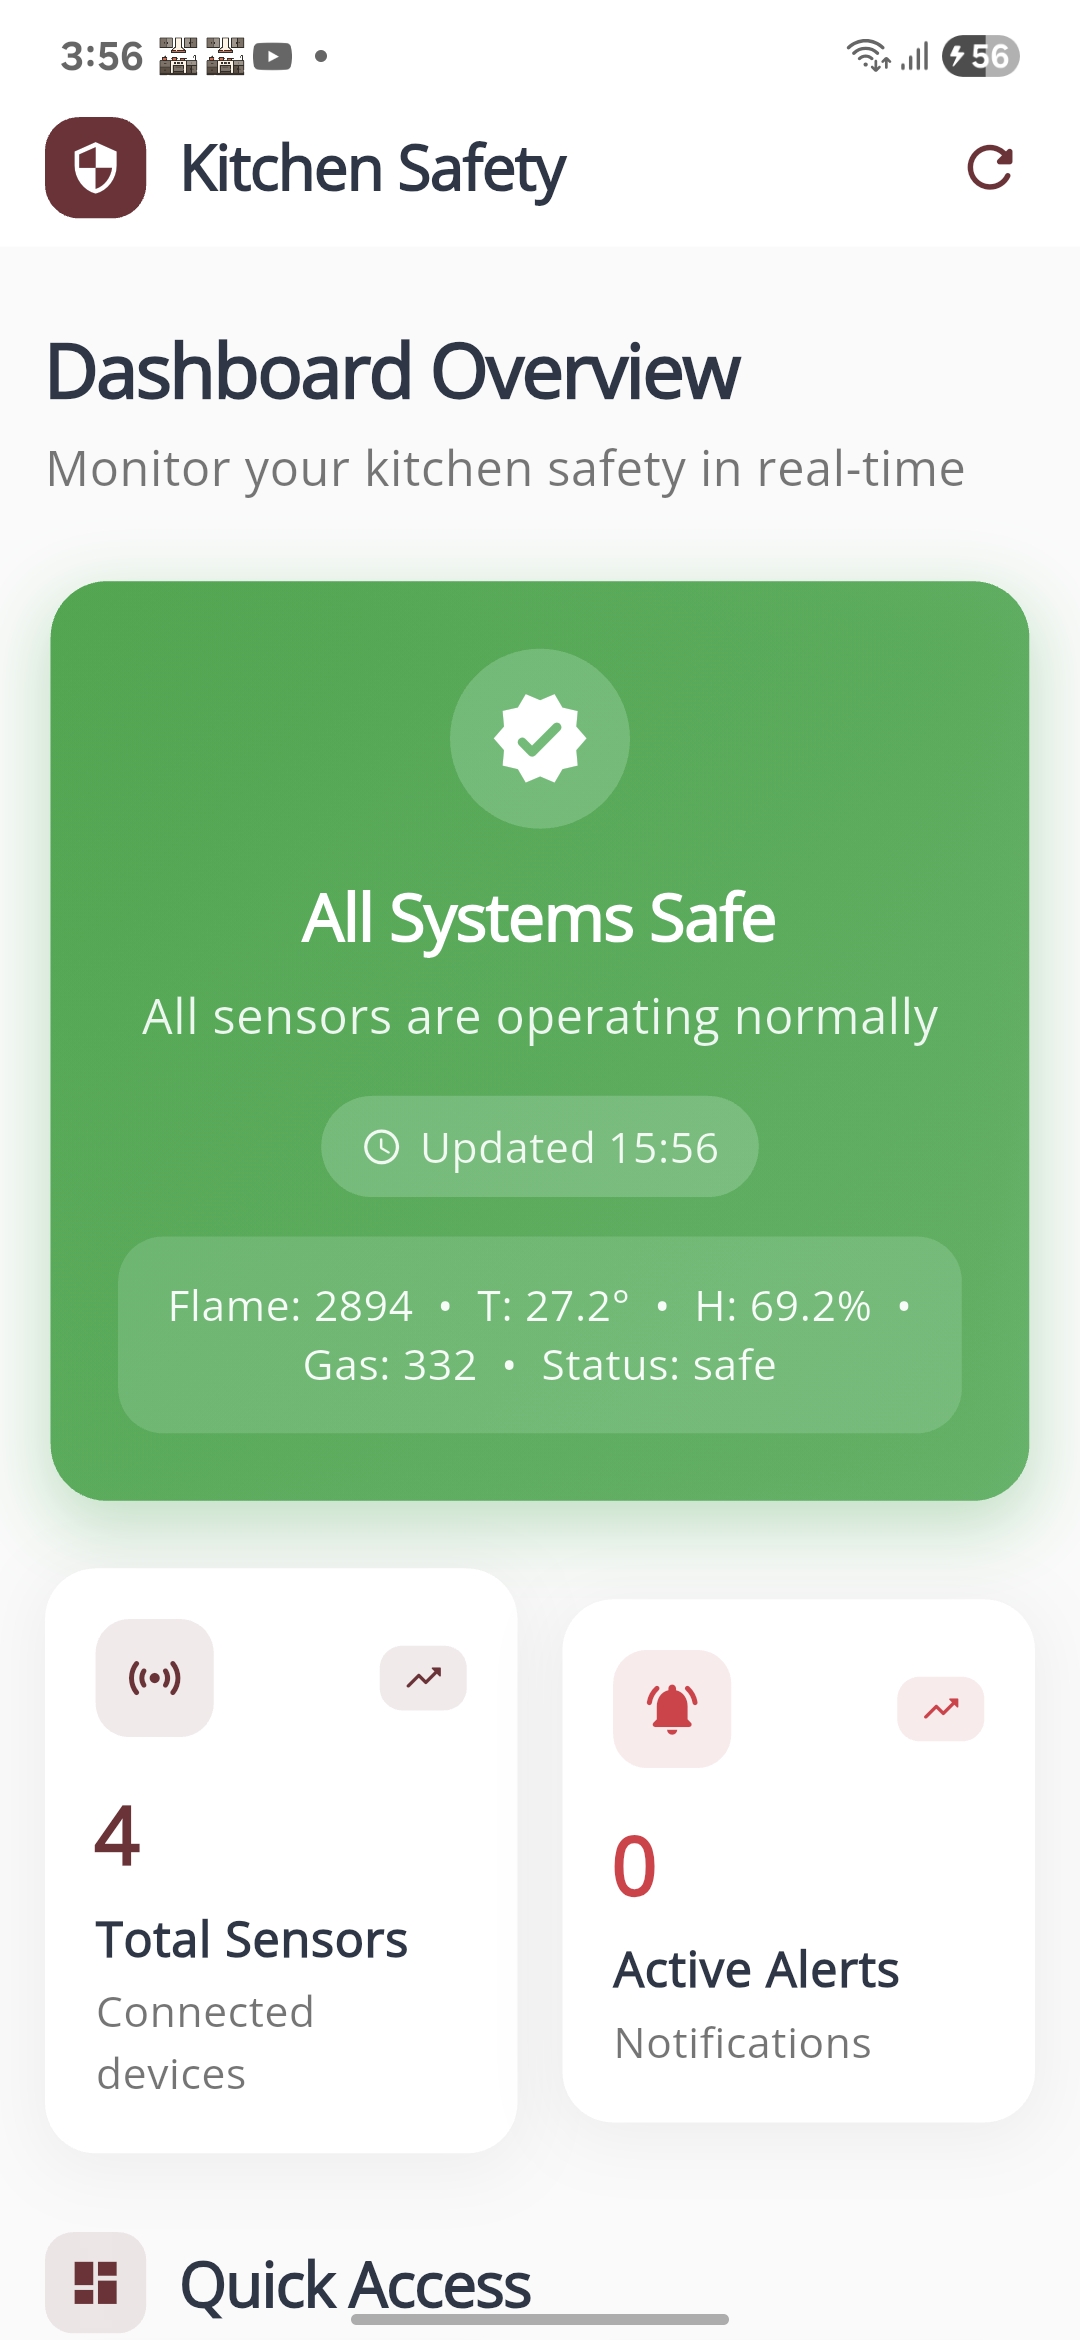 3:56
56
Kitchen Safety
Dashboard Overview
Monitor your kitchen safety in real-time
All Systems Safe
All sensors are operating normally
Updated 15:56
Flame: 2894 • T: 27.2° • H: 69.2% •
Gas: 332 • Status: safe
4
Total Sensors
Connected
devices
0
Active Alerts
Notifications
Quick Access